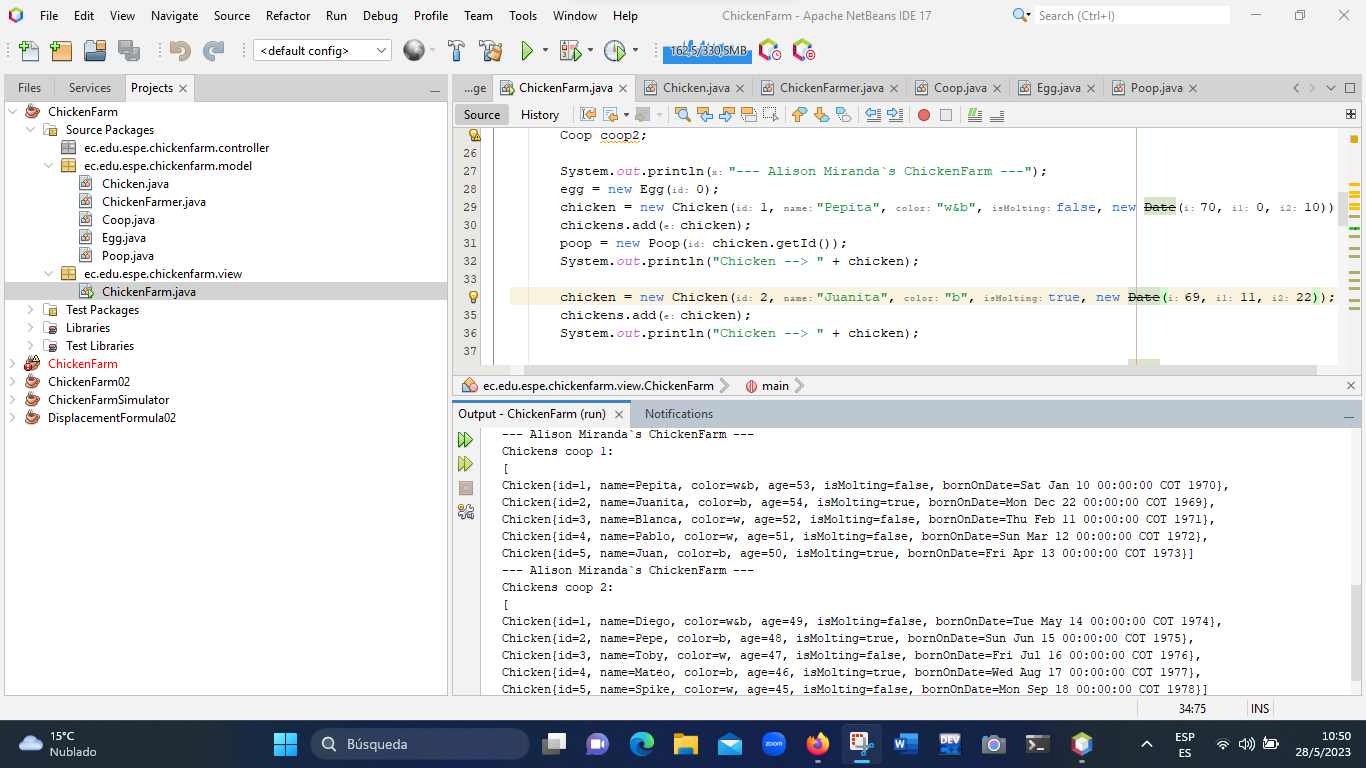 File Edit View Navigate Source Refactor Run Debug Profile Team Tools Window Help
ChickenFarm - Apache NetBeans IDE 17
Search (Ctrl+I)
<default config>
162,5/330,5MB
Files Services Projects
ChickenFarm
Source Packages
ec.edu.espe.chickenfarm.controller
ec.edu.espe.chickenfarm.model
Chicken.java
ChickenFarmer.java
Coop.java
Egg.java
Poop.java
ec.edu.espe.chickenfarm.view
ChickenFarm.java
Test Packages
Libraries
Test Libraries
ChickenFarm
ChickenFarm02
ChickenFarmSimulator
DisplacementFormula02
...ge ChickenFarm.java Chicken.java ChickenFarmer.java Coop.java Egg.java Poop.java
Source History
Coop coop2;
26
27 System.out.println(x: "--- Alison Miranda`s ChickenFarm ---");
28 egg = new Egg(id: 0);
29 chicken = new Chicken(id: 1, name: "Pepita", color: "w&b", isMolting: false, new Date(i: 70, i1: 0, i2: 10))
30 chickens.add(e: chicken);
31 poop = new Poop(id: chicken.getId());
32 System.out.println("Chicken --> " + chicken);
33
chicken = new Chicken(id: 2, name: "Juanita", color: "b", isMolting: true, new Date(i: 69, i1: 11, i2: 22));
35 chickens.add(e: chicken);
36 System.out.println("Chicken --> " + chicken);
37
ec.edu.espe.chickenfarm.view.ChickenFarm main
Output - ChickenFarm (run) Notifications
--- Alison Miranda`s ChickenFarm ---
Chickens coop 1:
[
Chicken{id=1, name=Pepita, color=w&b, age=53, isMolting=false, bornOnDate=Sat Jan 10 00:00:00 COT 1970},
Chicken{id=2, name=Juanita, color=b, age=54, isMolting=true, bornOnDate=Mon Dec 22 00:00:00 COT 1969},
Chicken{id=3, name=Blanca, color=w, age=52, isMolting=false, bornOnDate=Thu Feb 11 00:00:00 COT 1971},
Chicken{id=4, name=Pablo, color=w, age=51, isMolting=false, bornOnDate=Sun Mar 12 00:00:00 COT 1972},
Chicken{id=5, name=Juan, color=b, age=50, isMolting=true, bornOnDate=Fri Apr 13 00:00:00 COT 1973}]
--- Alison Miranda`s ChickenFarm ---
Chickens coop 2:
[
Chicken{id=1, name=Diego, color=w&b, age=49, isMolting=false, bornOnDate=Tue May 14 00:00:00 COT 1974},
Chicken{id=2, name=Pepe, color=b, age=48, isMolting=true, bornOnDate=Sun Jun 15 00:00:00 COT 1975},
Chicken{id=3, name=Toby, color=w, age=47, isMolting=false, bornOnDate=Fri Jul 16 00:00:00 COT 1976},
Chicken{id=4, name=Mateo, color=b, age=46, isMolting=true, bornOnDate=Wed Aug 17 00:00:00 COT 1977},
Chicken{id=5, name=Spike, color=w, age=45, isMolting=false, bornOnDate=Mon Sep 18 00:00:00 COT 1978}]
34:75 INS
15°C
Nublado
Búsqueda
zoom
DEV
ESP
ES
10:50
28/5/2023